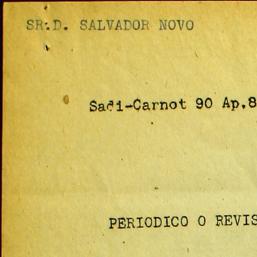 SR.D. SALVADOR NOVO
Sadi-Carnot 90 Ap.8
PERIODICO O REVIS